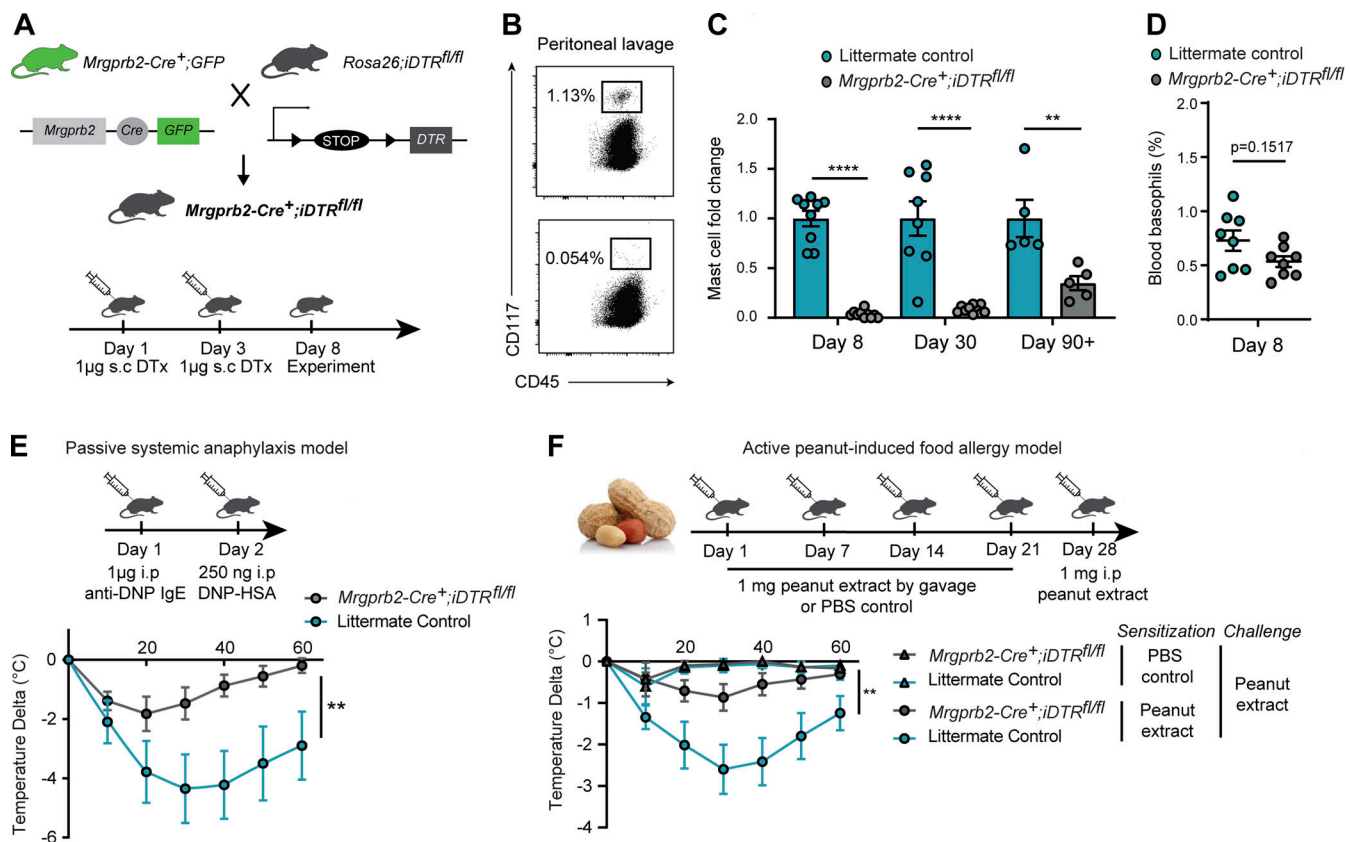 A
Mrgprb2-Cre+;GFP
Rosa26;iDTRfl/fl
Mrgprb2
Cre
GFP
STOP
DTR
Mrgprb2-Cre+;iDTRfl/fl
Day 1
1µg s.c DTx
Day 3
1µg s.c DTx
Day 8
Experiment
B
Peritoneal lavage
1.13%
0.054%
CD117
CD45
C
Littermate control
Mrgprb2-Cre+;iDTRfl/fl
Mast cell fold change
2.0
1.5
1.0
0.5
0.0
****
****
**
Day 8
Day 30
Day 90+
D
Littermate control
Mrgprb2-Cre+;iDTRfl/fl
Blood basophils (%)
2.0
1.5
1.0
0.5
0.0
p=0.1517
Day 8
E
Passive systemic anaphylaxis model
Day 1
1µg i.p
anti-DNP IgE
Day 2
250 ng i.p
DNP-HSA
Mrgprb2-Cre+;iDTRfl/fl
Littermate Control
20
40
60
Temperature Delta (°C)
0
-2
-4
-6
**
F
Active peanut-induced food allergy model
Day 1
Day 7
Day 14
Day 21
Day 28
1 mg peanut extract by gavage
or PBS control
1 mg i.p
peanut extract
20
40
60
Temperature Delta (°C)
0
-1
-2
-3
-4
**
Sensitization
Challenge
Mrgprb2-Cre+;iDTRfl/fl
Littermate Control
PBS
control
Mrgprb2-Cre+;iDTRfl/fl
Littermate Control
Peanut
extract
Peanut
extract